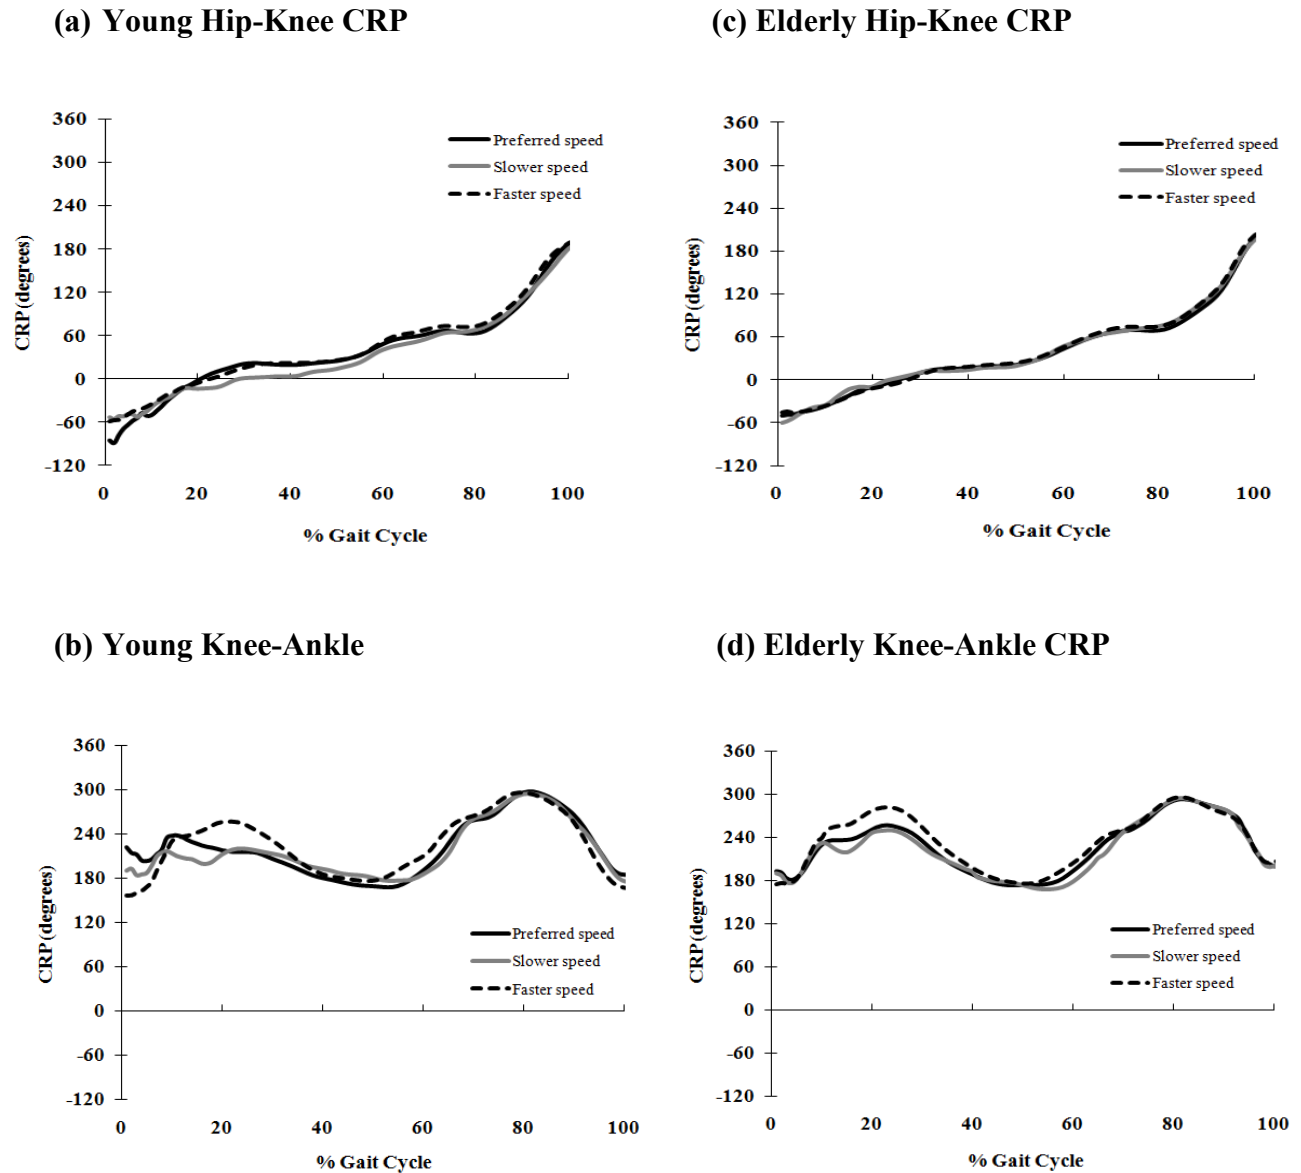 (a) Young Hip-Knee CRP
360
300
240
180
120
60
0
-60
-120
CRP (degrees)
Preferred speed
Slower speed
Faster speed
0 20 40 60 80 100
% Gait Cycle
(c) Elderly Hip-Knee CRP
360
300
240
180
120
60
0
-60
-120
CRP (degrees)
Preferred speed
Slower speed
Faster speed
0 20 40 60 80 100
% Gait Cycle
(b) Young Knee-Ankle
360
300
240
180
120
60
0
-60
-120
CRP (degrees)
Preferred speed
Slower speed
Faster speed
0 20 40 60 80 100
% Gait Cycle
(d) Elderly Knee-Ankle CRP
360
300
240
180
120
60
0
-60
-120
CRP (degrees)
Preferred speed
Slower speed
Faster speed
0 20 40 60 80 100
% Gait Cycle